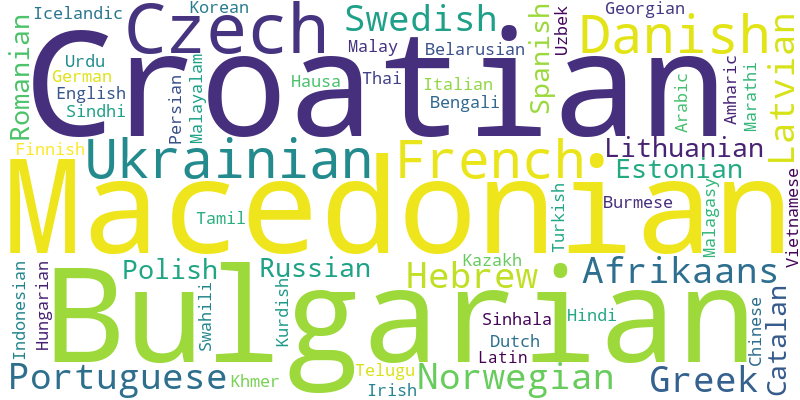 Icelandic
Czech
Korean
Swedish
Spanish
Uzbek
Georgian
Danish
Romanian
Croatian
Urdu
German
English
Sindhi
Persian
Malayalam
Hausa
Malay
Thai
Belarusian
Italian
Bengali
Arabic
Amharic
Marathi
Latvian
Finnish
Ukrainian
French
Lithuanian
Estonian
Macedonian
Tamil
Turkish
Burmese
Malagasy
Vietnamese
Indonesian
Hungarian
Bulgarian
Polish
Swahili
Russian
Kurdish
Hebrew
Kazakh
Sinhala
Hindi
Afrikaans
Dutch
Latin
Chinese
Catalan
Portuguese
Khmer
Telugu
Irish
Norwegian
Greek